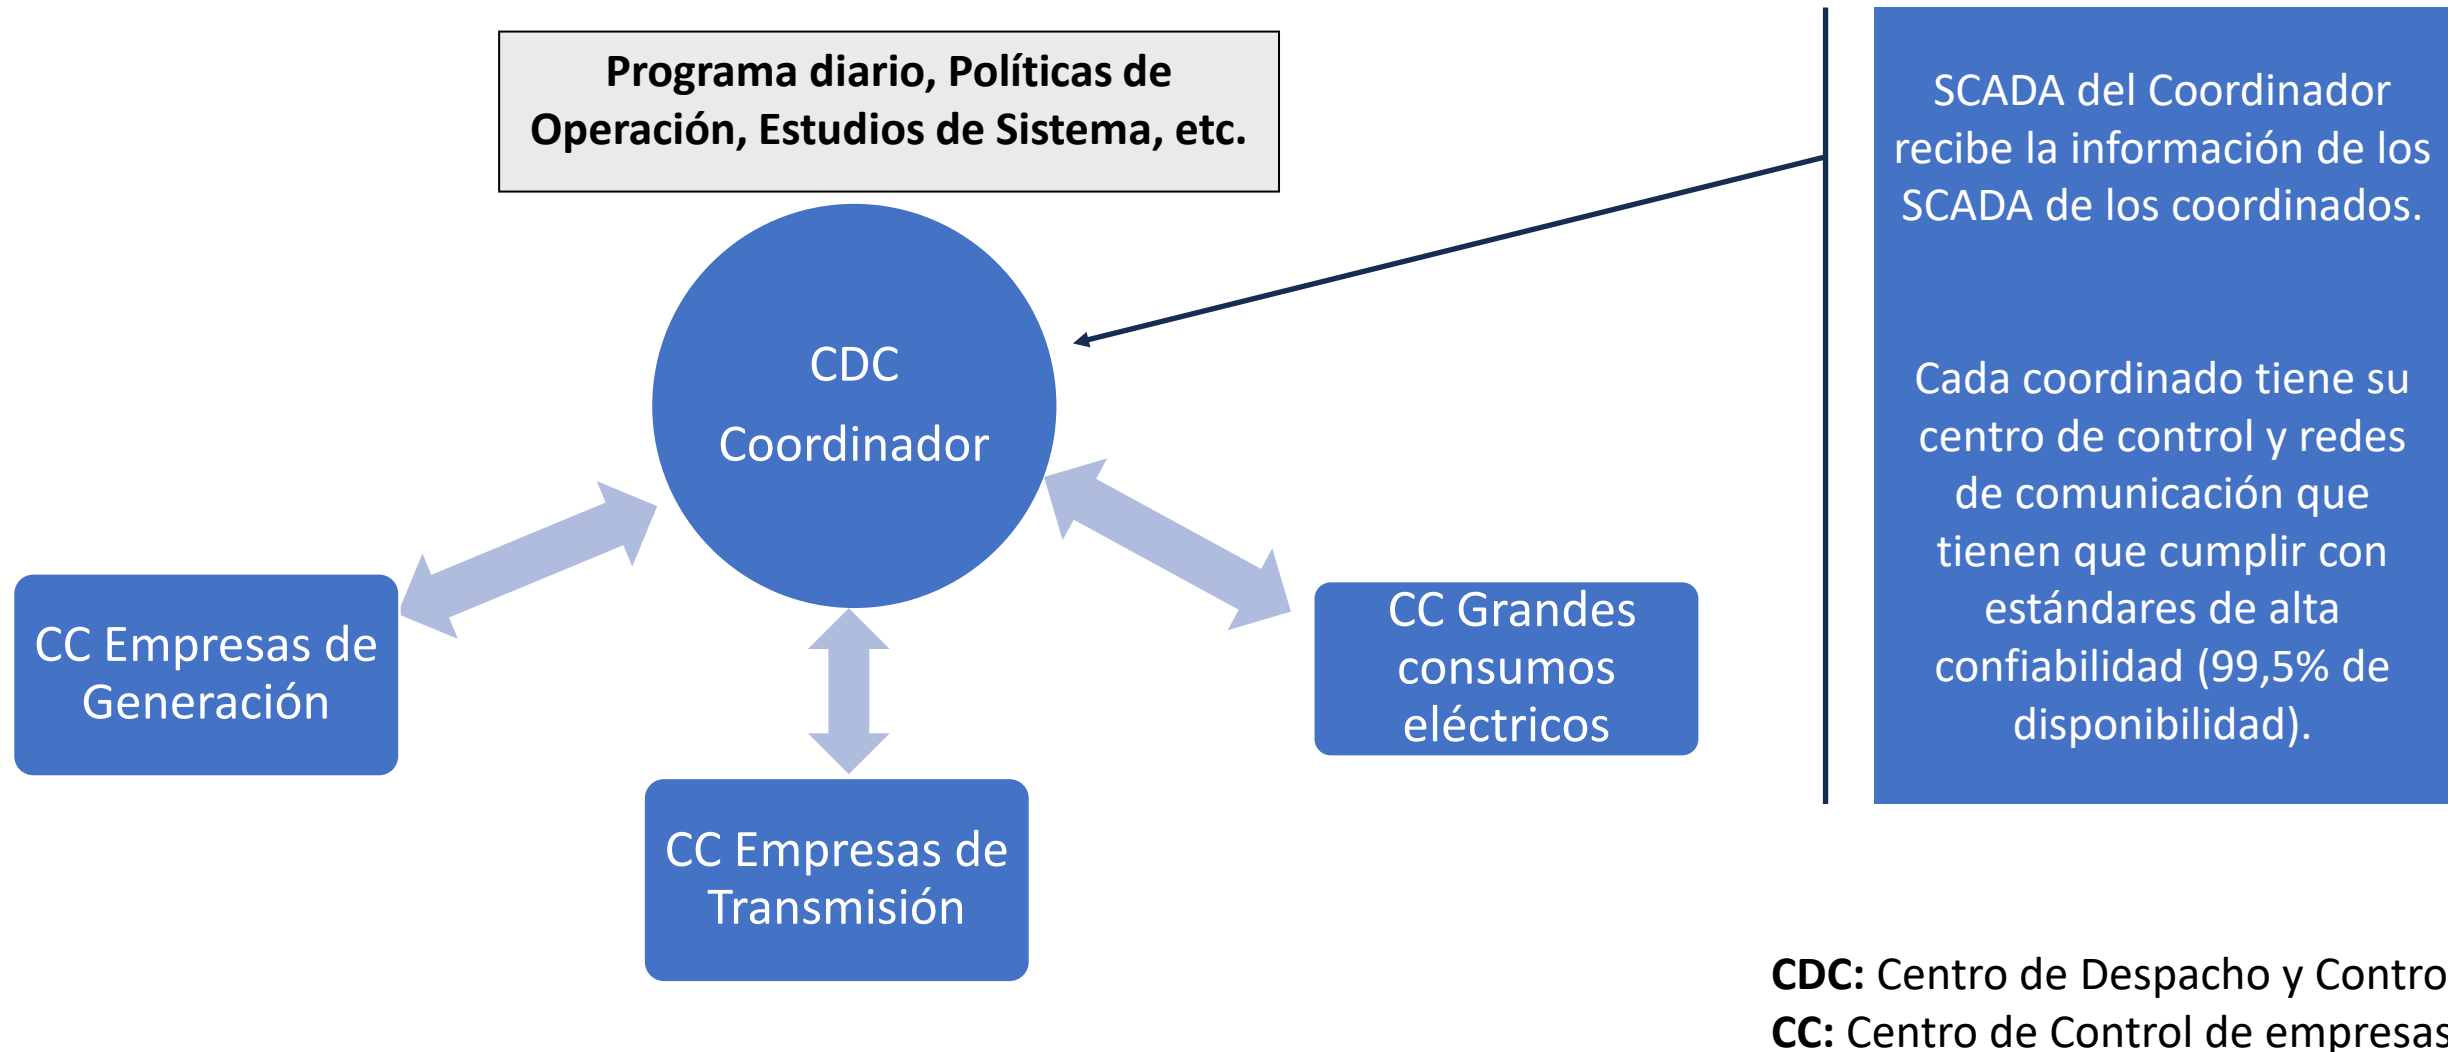 Programa diario, Políticas de
Operación, Estudios de Sistema, etc.
CDC
Coordinador
CC Empresas de
Generación
CC Empresas de
Transmisión
CC Grandes
consumos
eléctricos
SCADA del Coordinador
recibe la información de los
SCADA de los coordinados.
Cada coordinado tiene su
centro de control y redes
de comunicación que
tienen que cumplir con
estándares de alta
confiabilidad (99,5% de
disponibilidad).
CDC: Centro de Despacho y Contro
CC: Centro de Control de empresas